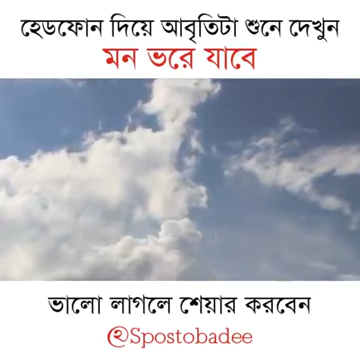 হেডফোন দিয়ে আবৃতিটা শুনে দেখুন
মন ভরে যাবে
ভালো লাগলে শেয়ার করবেন
@Spostobadee